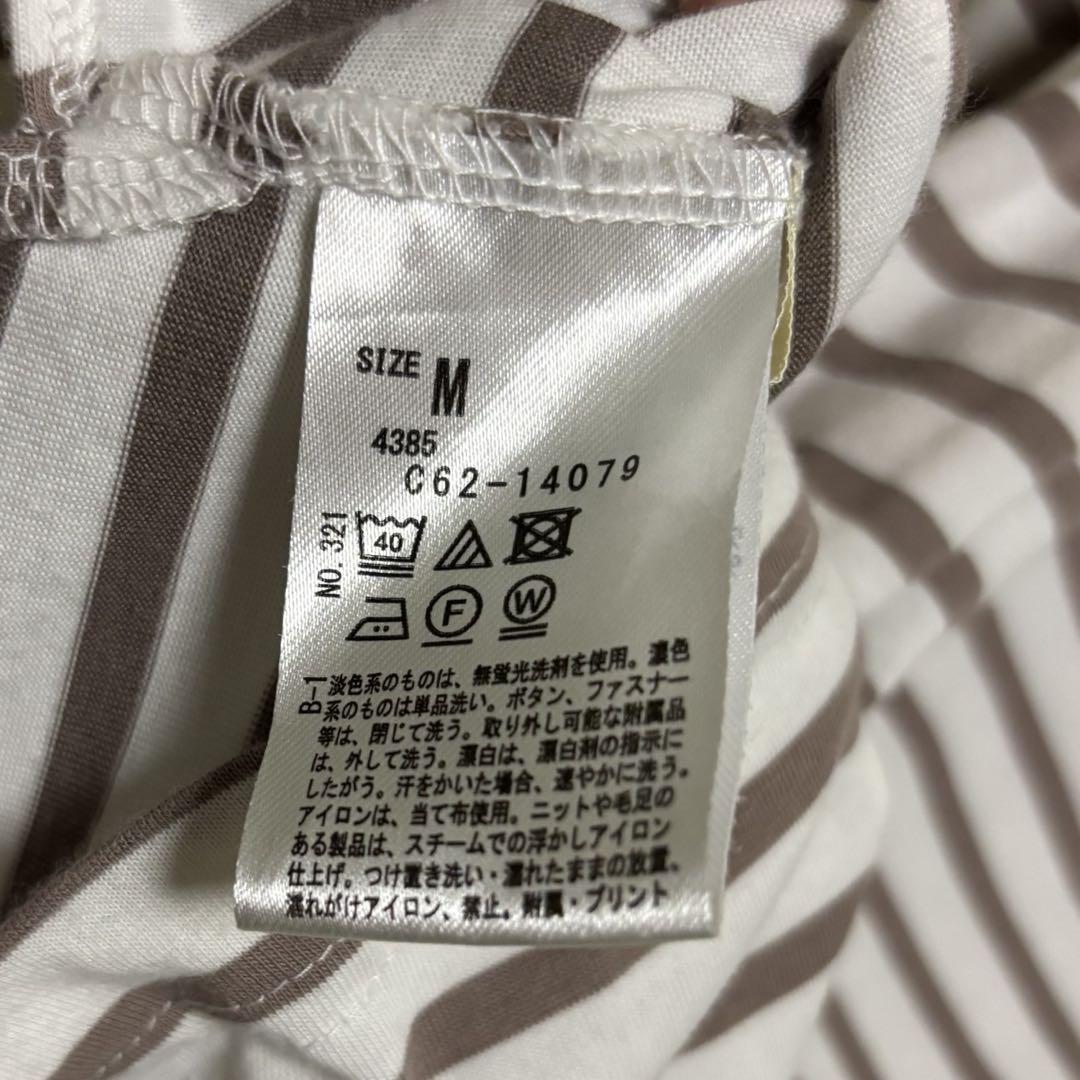 SIZE M
4385
C62-14079
NO. 321
40
F W
B-1
淡色系のものは、無蛍光洗剤を使用。濃色
系のものは単品洗い。ボタン、ファスナー
等は、閉じて洗う。取り外し可能な附属品
は、外して洗う。漂白は、漂白剤の指示に
したがう。汗をかいた場合、速やかに洗う。
アイロンは、当て布使用。ニットや毛足の
ある製品は、スチームでの浮かしアイロン
仕上げ。つけ置き洗い・濡れたままの放置、
濡れがけアイロン、禁止。附属・プリント